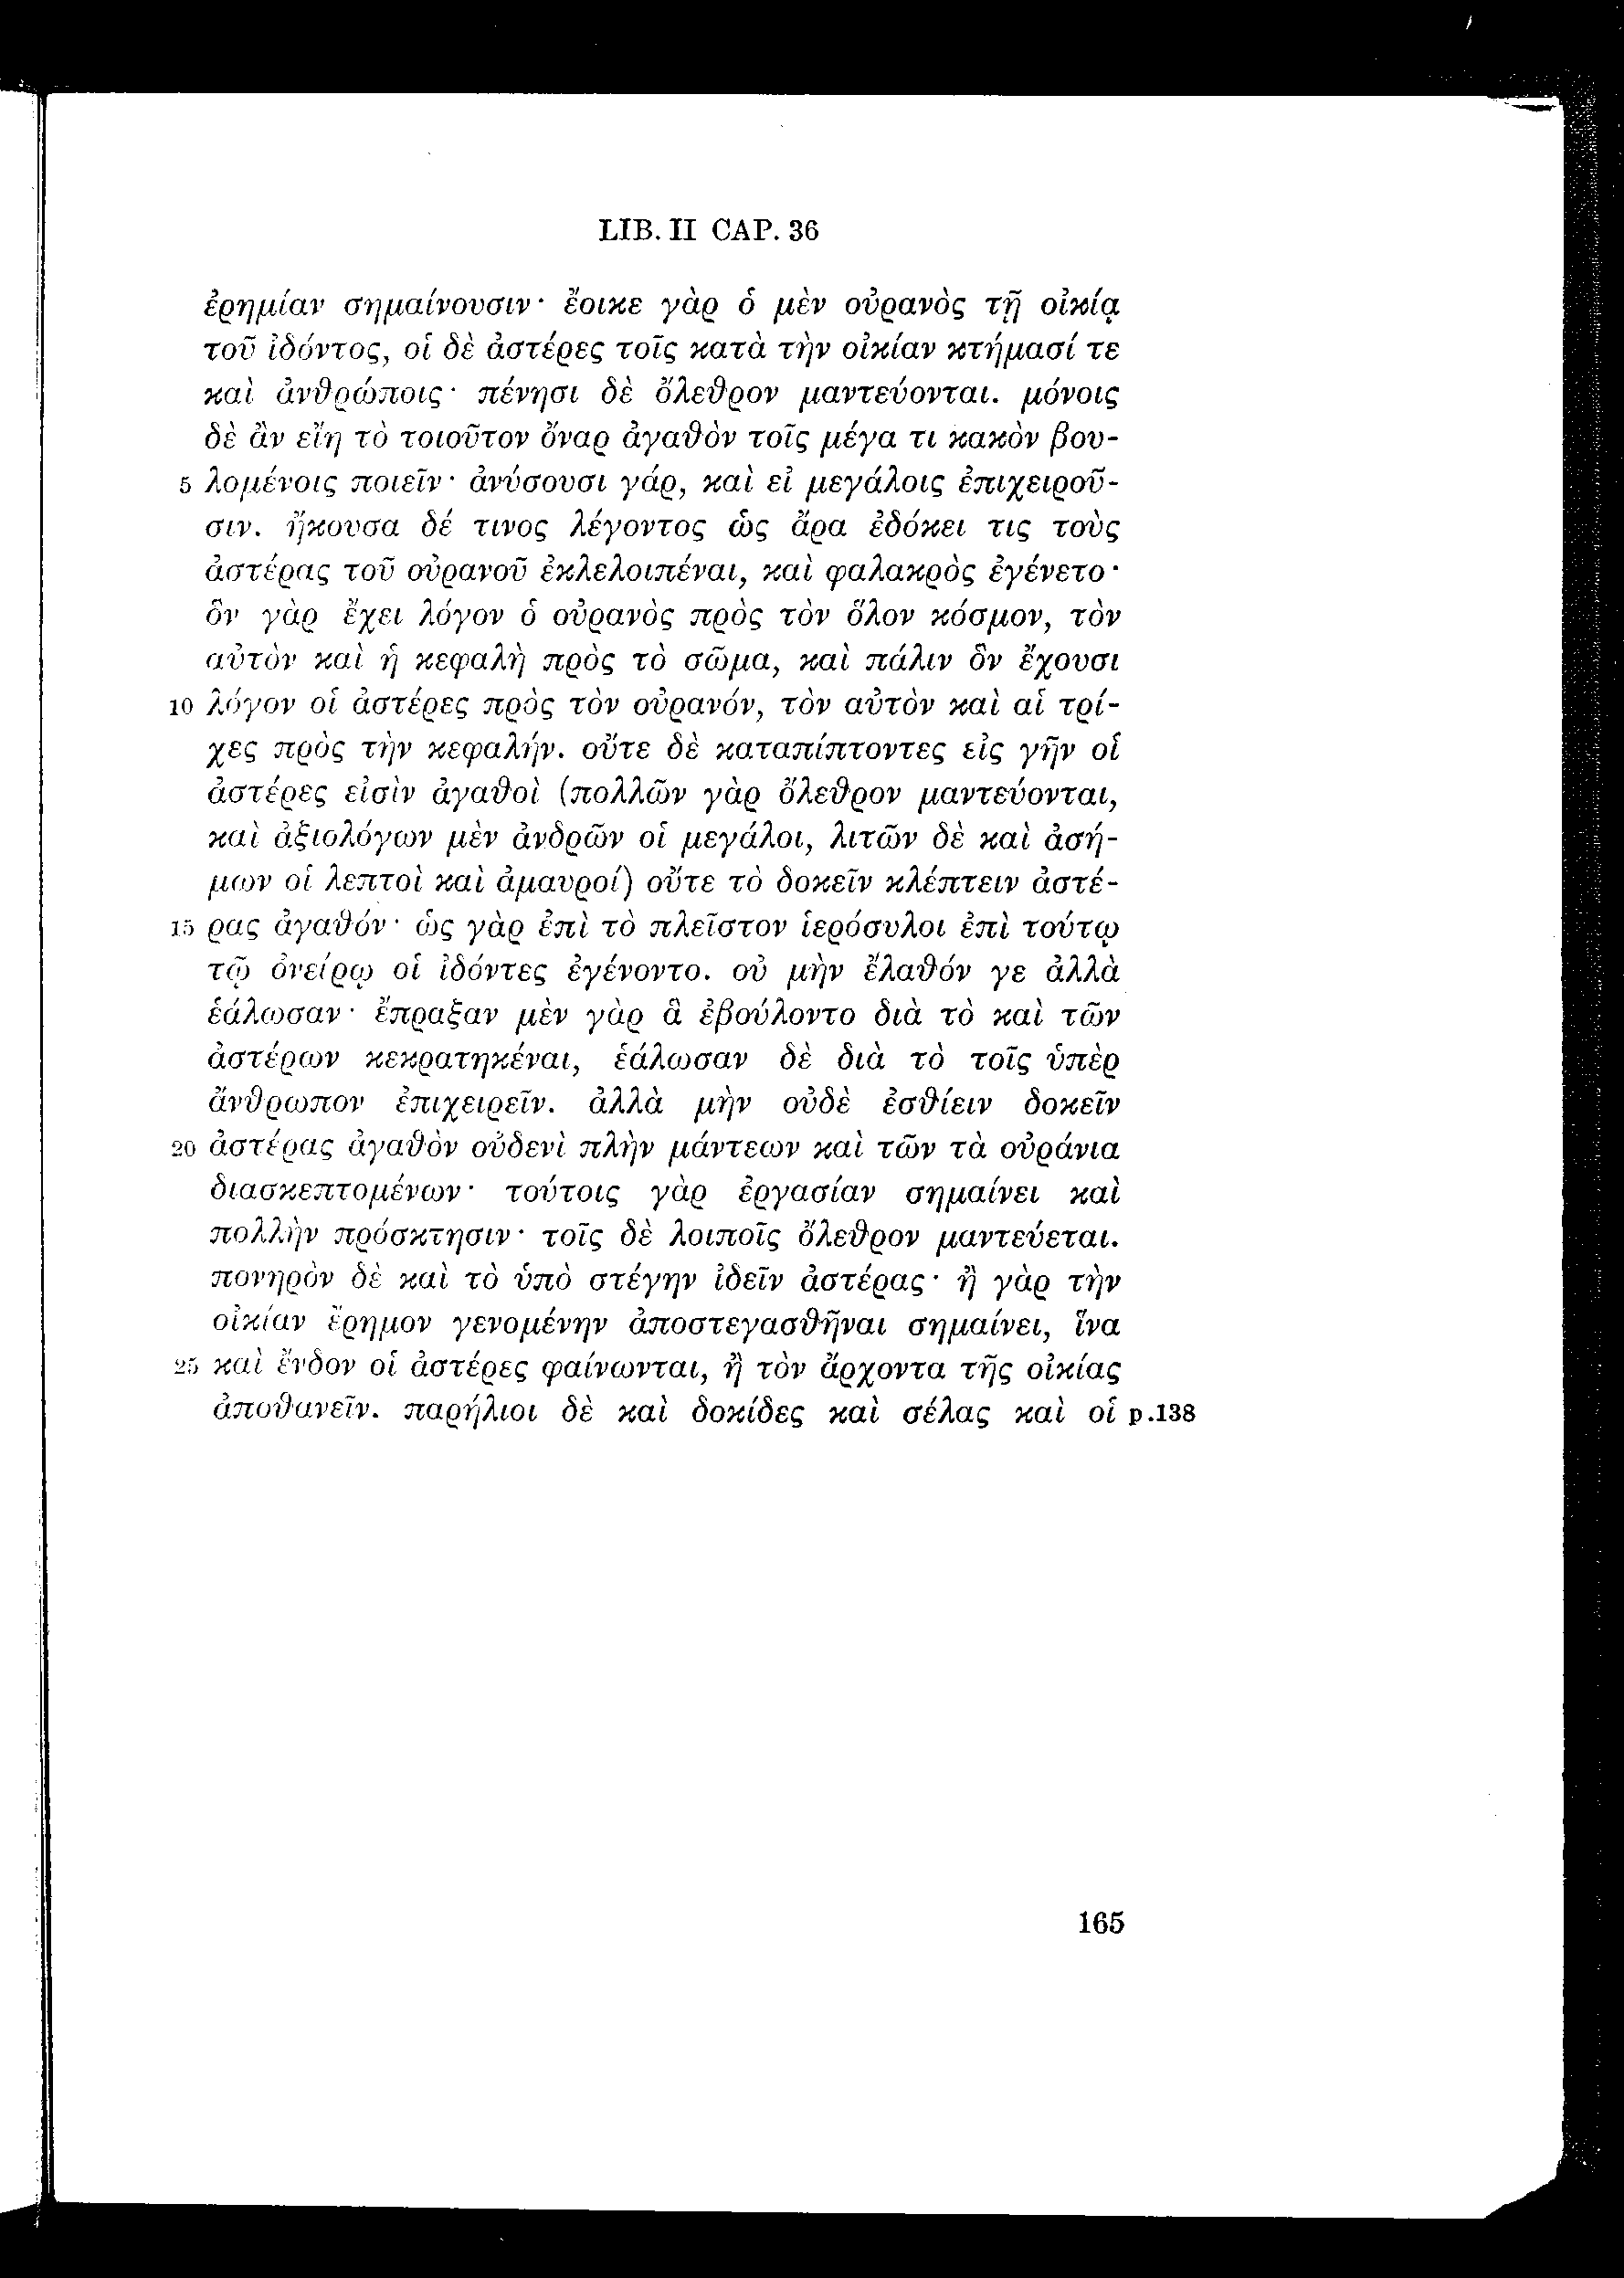 LIB. II CAP. 36
ἐρημίαν σημαίνουσιν· ἔοικε γὰρ ὁ μὲν οὐρανὸς τῇ οἰκίᾳ
τοῦ ἰδόντος, οἱ δὲ ἀστέρες τοῖς κατὰ τὴν οἰκίαν κτήμασί τε
καὶ ἀνθρώποις· πένησι δὲ ὄλεθρον μαντεύονται. μόνοις
δὲ ἂν εἴη τὸ τοιοῦτον ὄναρ ἀγαθὸν τοῖς μέγα τι κακὸν βου-
5 λομένοις ποιεῖν· ἀνύσουσι γάρ, καὶ εἰ μεγάλοις ἐπιχειροῦ-
σιν. ἤκουσα δέ τινος λέγοντος ὡς ἄρα ἐδόκει τις τοὺς
ἀστέρας τοῦ οὐρανοῦ ἐκλελοιπέναι, καὶ φαλακρὸς ἐγένετο·
ὃν γὰρ ἔχει λόγον ὁ οὐρανὸς πρὸς τὸν ὅλον κόσμον, τὸν
αὐτὸν καὶ ἡ κεφαλὴ πρὸς τὸ σῶμα, καὶ πάλιν ὃν ἔχουσι
10 λόγον οἱ ἀστέρες πρὸς τὸν οὐρανόν, τὸν αὐτὸν καὶ αἱ τρί-
χες πρὸς τὴν κεφαλήν. οὔτε δὲ καταπίπτοντες εἰς γῆν οἱ
ἀστέρες εἰσὶν ἀγαθοὶ (πολλῶν γὰρ ὄλεθρον μαντεύονται,
καὶ ἀξιολόγων μὲν ἀνδρῶν οἱ μεγάλοι, λιτῶν δὲ καὶ ἀσή-
μων οἱ λεπτοὶ καὶ ἀμαυροί) οὔτε τὸ δοκεῖν κλέπτειν ἀστέ-
15 ρας ἀγαθόν· ὡς γὰρ ἐπὶ τὸ πλεῖστον ἱερόσυλοι ἐπὶ τούτῳ
τῷ ὀνείρῳ οἱ ἰδόντες ἐγένοντο. οὐ μὴν ἔλαθόν γε ἀλλὰ
ἑάλωσαν· ἔπραξαν μὲν γὰρ ἃ ἐβούλοντο διὰ τὸ καὶ τῶν
ἀστέρων κεκρατηκέναι, ἑάλωσαν δὲ διὰ τὸ τοῖς ὑπὲρ
ἄνθρωπον ἐπιχειρεῖν. ἀλλὰ μὴν οὐδὲ ἐσθίειν δοκεῖν
20 ἀστέρας ἀγαθὸν οὐδενὶ πλὴν μάντεων καὶ τῶν τὰ οὐράνια
διασκεπτομένων· τούτοις γὰρ ἐργασίαν σημαίνει καὶ
πολλὴν πρόσκτησιν· τοῖς δὲ λοιποῖς ὄλεθρον μαντεύεται.
πονηρὸν δὲ καὶ τὸ ὑπὸ στέγην ἰδεῖν ἀστέρας· ἢ γὰρ τὴν
οἰκίαν ἔρημον γενομένην ἀποστεγασθῆναι σημαίνει, ἵνα
25 καὶ ἔνδον οἱ ἀστέρες φαίνωνται, ἢ τὸν ἄρχοντα τῆς οἰκίας
ἀποθανεῖν. παρήλιοι δὲ καὶ δοκίδες καὶ σέλας καὶ οἱ p.138
165